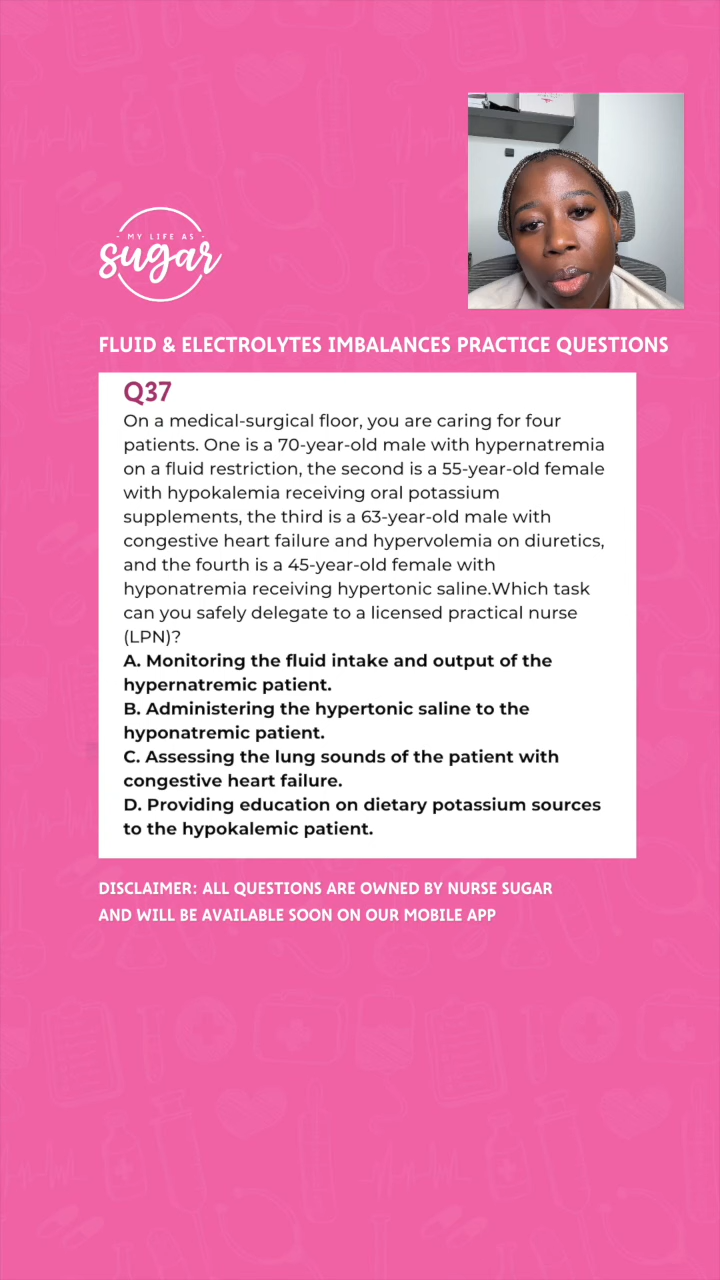 - MY LIFE AS -
sugar
FLUID & ELECTROLYTES IMBALANCES PRACTICE QUESTIONS
Q37
On a medical-surgical floor, you are caring for four
patients. One is a 70-year-old male with hypernatremia
on a fluid restriction, the second is a 55-year-old female
with hypokalemia receiving oral potassium
supplements, the third is a 63-year-old male with
congestive heart failure and hypervolemia on diuretics,
and the fourth is a 45-year-old female with
hyponatremia receiving hypertonic saline.Which task
can you safely delegate to a licensed practical nurse
(LPN)?
A. Monitoring the fluid intake and output of the
hypernatremic patient.
B. Administering the hypertonic saline to the
hyponatremic patient.
C. Assessing the lung sounds of the patient with
congestive heart failure.
D. Providing education on dietary potassium sources
to the hypokalemic patient.
DISCLAIMER: ALL QUESTIONS ARE OWNED BY NURSE SUGAR
AND WILL BE AVAILABLE SOON ON OUR MOBILE APP